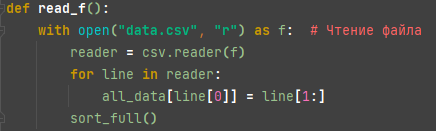 def read_f():
    with open("data.csv", "r") as f:  # Чтение файла
        reader = csv.reader(f)
        for line in reader:
            all_data[line[0]] = line[1:]
        sort_full()